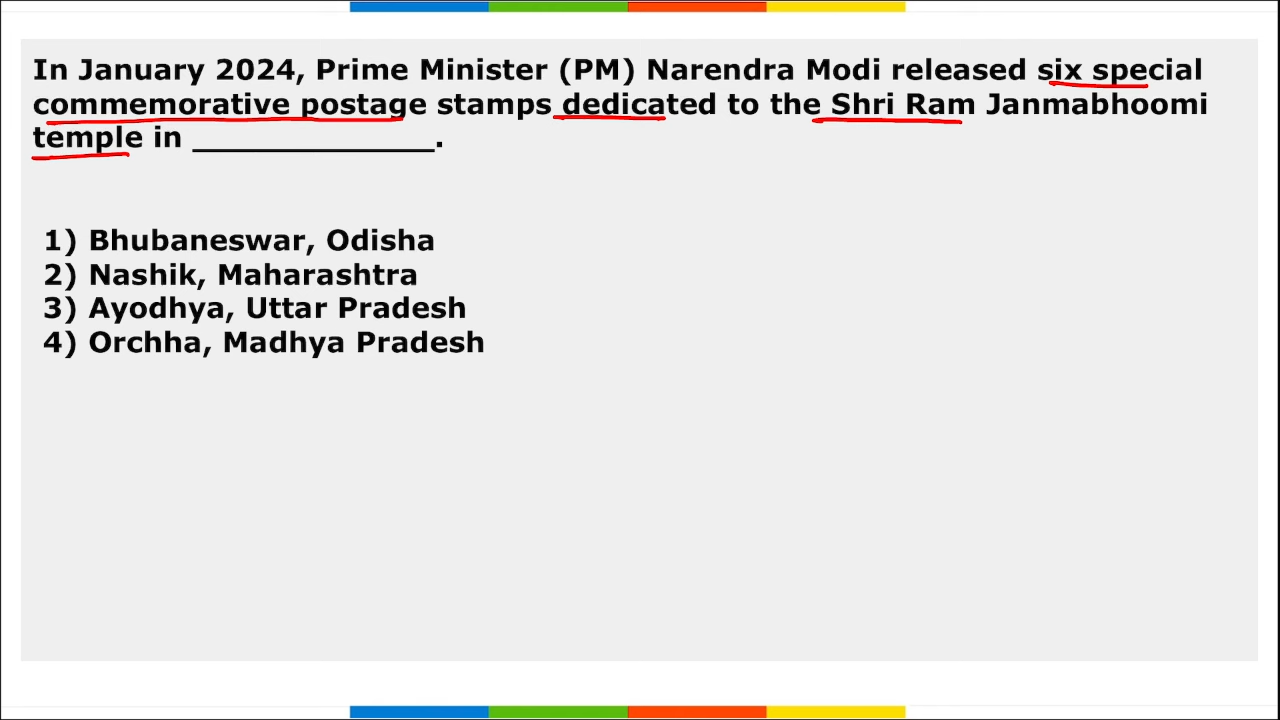 In January 2024, Prime Minister (PM) Narendra Modi released six special
commemorative postage stamps dedicated to the Shri Ram Janmabhoomi
temple in _____________.
1) Bhubaneswar, Odisha
2) Nashik, Maharashtra
3) Ayodhya, Uttar Pradesh
4) Orchha, Madhya Pradesh